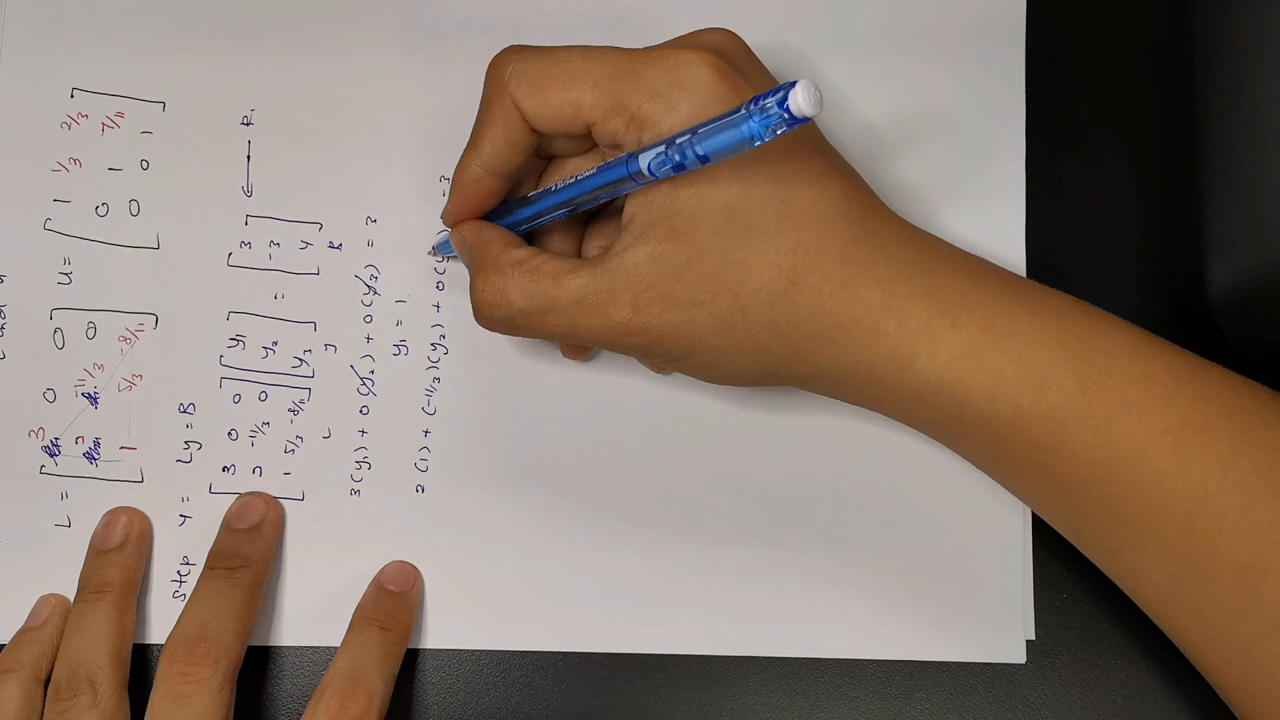 L = [ 3 0 0 ] U = [ 1 1/3 2/3 ]
2 -11/3 0 0 1 7/11
1 5/3 -8/11 0 0 1
Step Y = Ly = B
[ 3 0 0 ] [ y1 ] = [ 3 ] ← R1
2 -11/3 0 y2 -3
1 5/3 -8/11 y3 4
L y B
3(y1) + 0(y2) + 0(y3) = 3
y1 = 1
2(1) + (-11/3)(y2) + 0(y -3